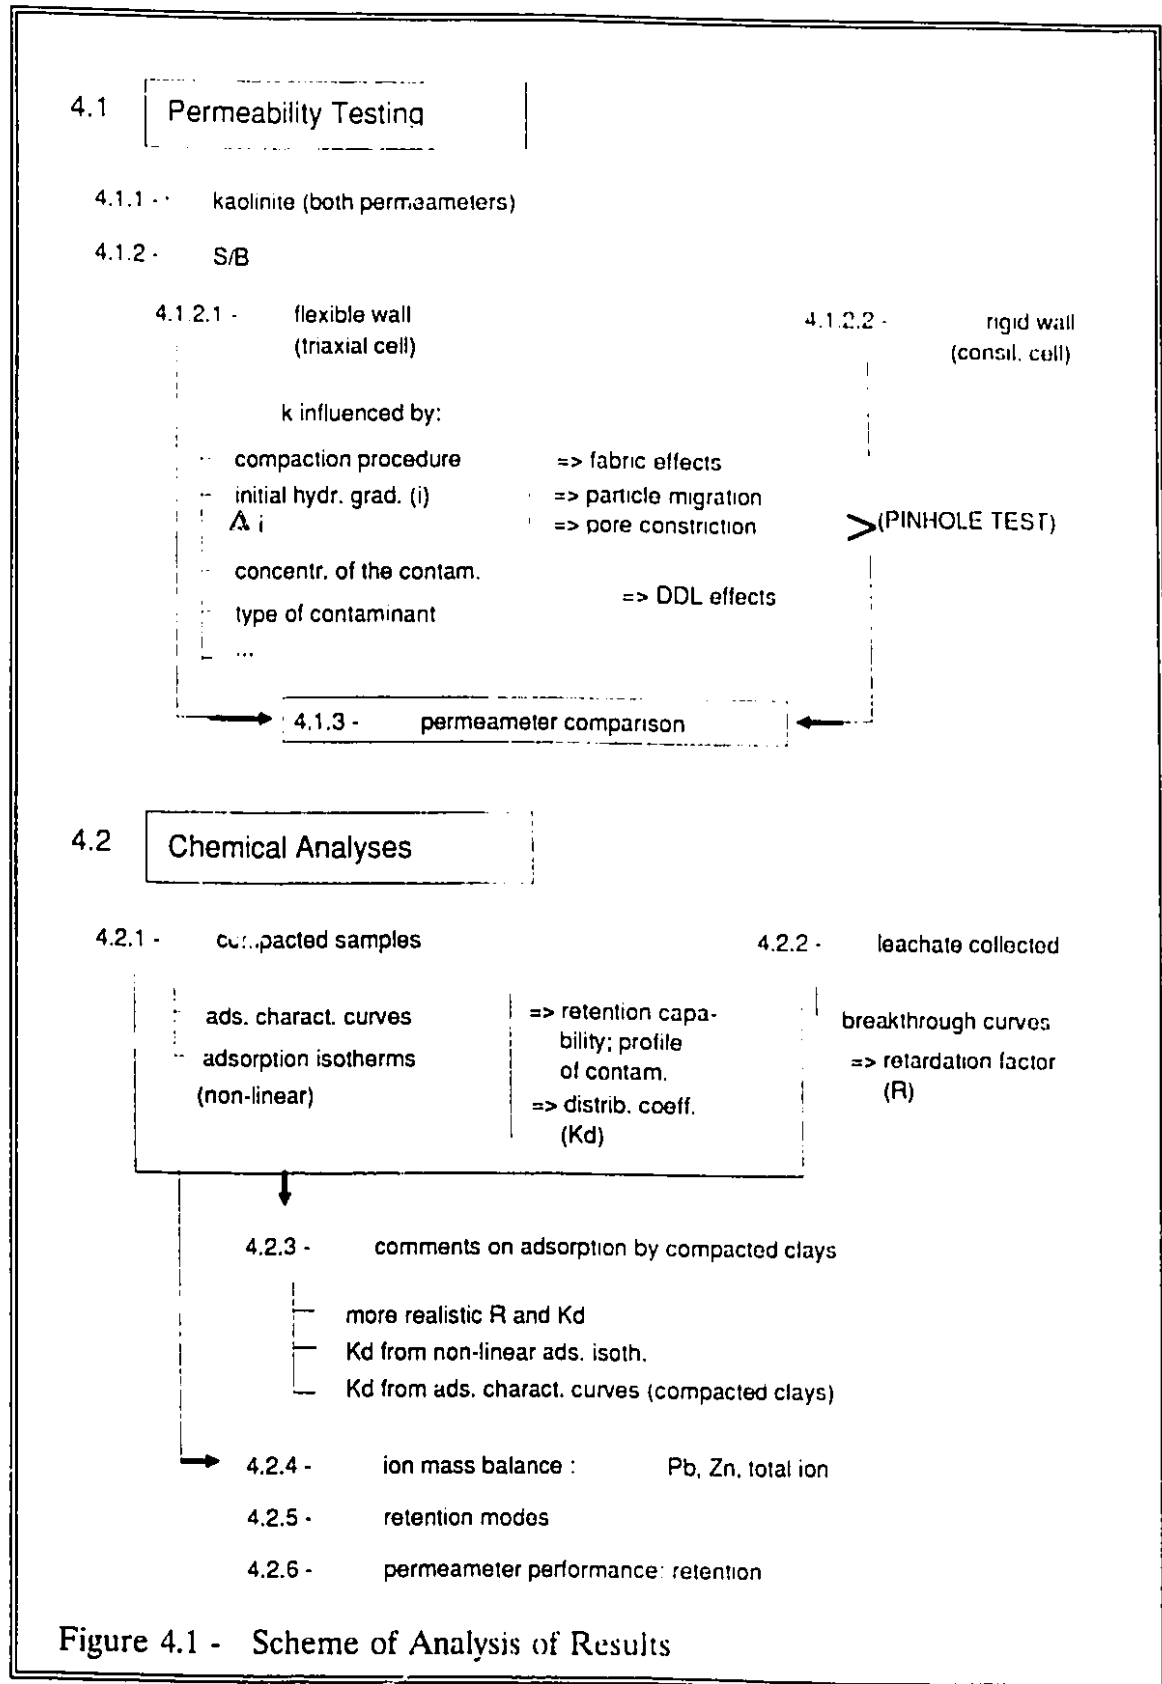 4.1 Permeability Testing
4.1.1 - kaolinite (both permeameters)
4.1.2 - S/B
4.1.2.1 - flexible wall
(triaxial cell)
4.1.2.2 - rigid wall
(consil. cell)
k influenced by:
compaction procedure => fabric effects
initial hydr. grad. (i) => particle migration
Δ i => pore constriction
>(PINHOLE TEST)
concentr. of the contam.
=> DDL effects
type of contaminant
...
4.1.3 - permeameter comparison
4.2 Chemical Analyses
4.2.1 - compacted samples
4.2.2 - leachate collected
ads. charact. curves
adsorption isotherms
(non-linear)
=> retention capa-
bility; profile
of contam.
=> distrib. coeff.
(Kd)
breakthrough curves
=> retardation factor
(R)
4.2.3 - comments on adsorption by compacted clays
more realistic R and Kd
Kd from non-linear ads. isoth.
Kd from ads. charact. curves (compacted clays)
4.2.4 - ion mass balance : Pb, Zn, total ion
4.2.5 - retention modes
4.2.6 - permeameter performance: retention
Figure 4.1 - Scheme of Analysis of Results